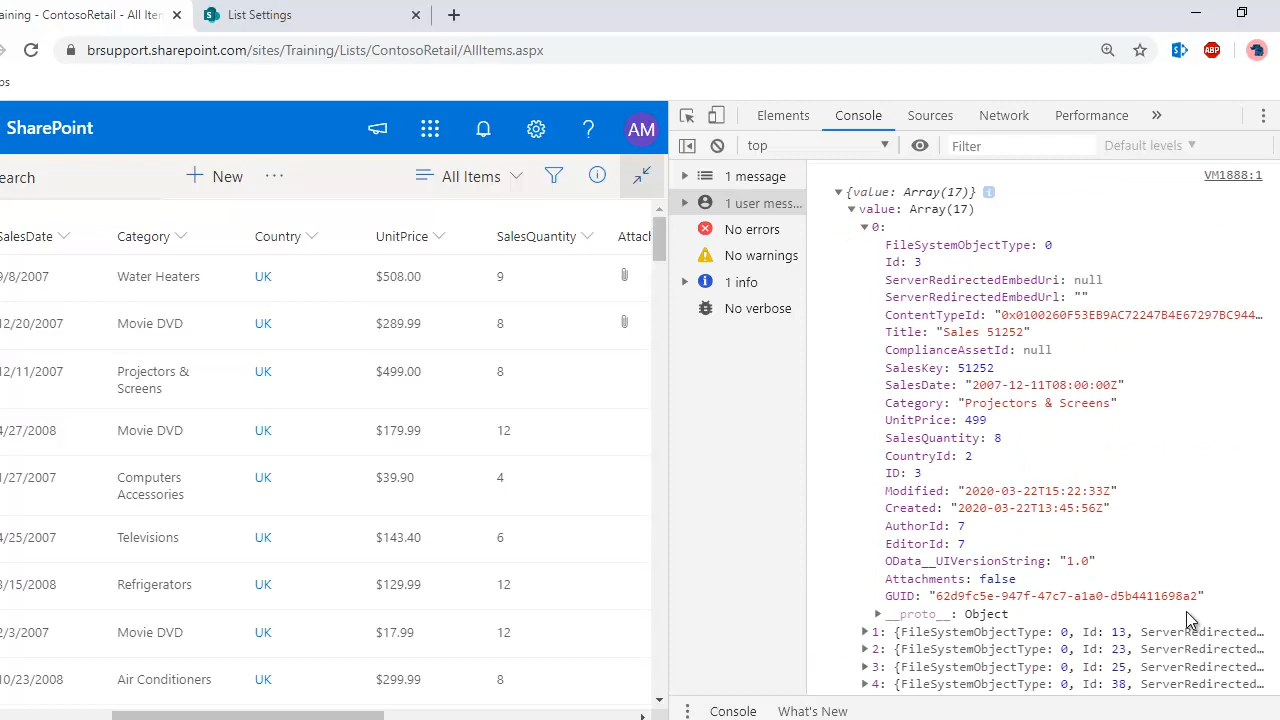 aining - ContosoRetail - All Iten
List Settings
brsupport.sharepoint.com/sites/Training/Lists/ContosoRetail/AllItems.aspx
ABP
ps
SharePoint
AM
earch
New
All Items
SalesDate
Category
Country
UnitPrice
SalesQuantity
Attach
9/8/2007
Water Heaters
UK
$508.00
9
12/20/2007
Movie DVD
UK
$289.99
8
12/11/2007
Projectors &
Screens
UK
$499.00
8
4/27/2008
Movie DVD
UK
$179.99
12
1/27/2007
Computers
Accessories
UK
$39.90
4
4/25/2007
Televisions
UK
$143.40
6
3/15/2008
Refrigerators
UK
$129.99
12
2/3/2007
Movie DVD
UK
$17.99
12
10/23/2008
Air Conditioners
UK
$299.99
8
Elements
Console
Sources
Network
Performance
top
Filter
Default levels
1 message
1 user mess...
No errors
No warnings
1 info
No verbose
VM1888:1
{value: Array(17)}
value: Array(17)
0:
FileSystemObjectType: 0
Id: 3
ServerRedirectedEmbedUri: null
ServerRedirectedEmbedUrl: ""
ContentTypeId: "0x0100260F53EB9AC72247B4E67297BC944…
Title: "Sales 51252"
ComplianceAssetId: null
SalesKey: 51252
SalesDate: "2007-12-11T08:00:00Z"
Category: "Projectors & Screens"
UnitPrice: 499
SalesQuantity: 8
CountryId: 2
ID: 3
Modified: "2020-03-22T15:22:33Z"
Created: "2020-03-22T13:45:56Z"
AuthorId: 7
EditorId: 7
OData__UIVersionString: "1.0"
Attachments: false
GUID: "62d9fc5e-947f-47c7-a1a0-d5b4411698a2"
__proto__: Object
1: {FileSystemObjectType: 0, Id: 13, ServerRedirected…
2: {FileSystemObjectType: 0, Id: 23, ServerRedirected…
3: {FileSystemObjectType: 0, Id: 25, ServerRedirected…
4: {FileSystemObjectType: 0, Id: 38, ServerRedirected…
Console
What's New